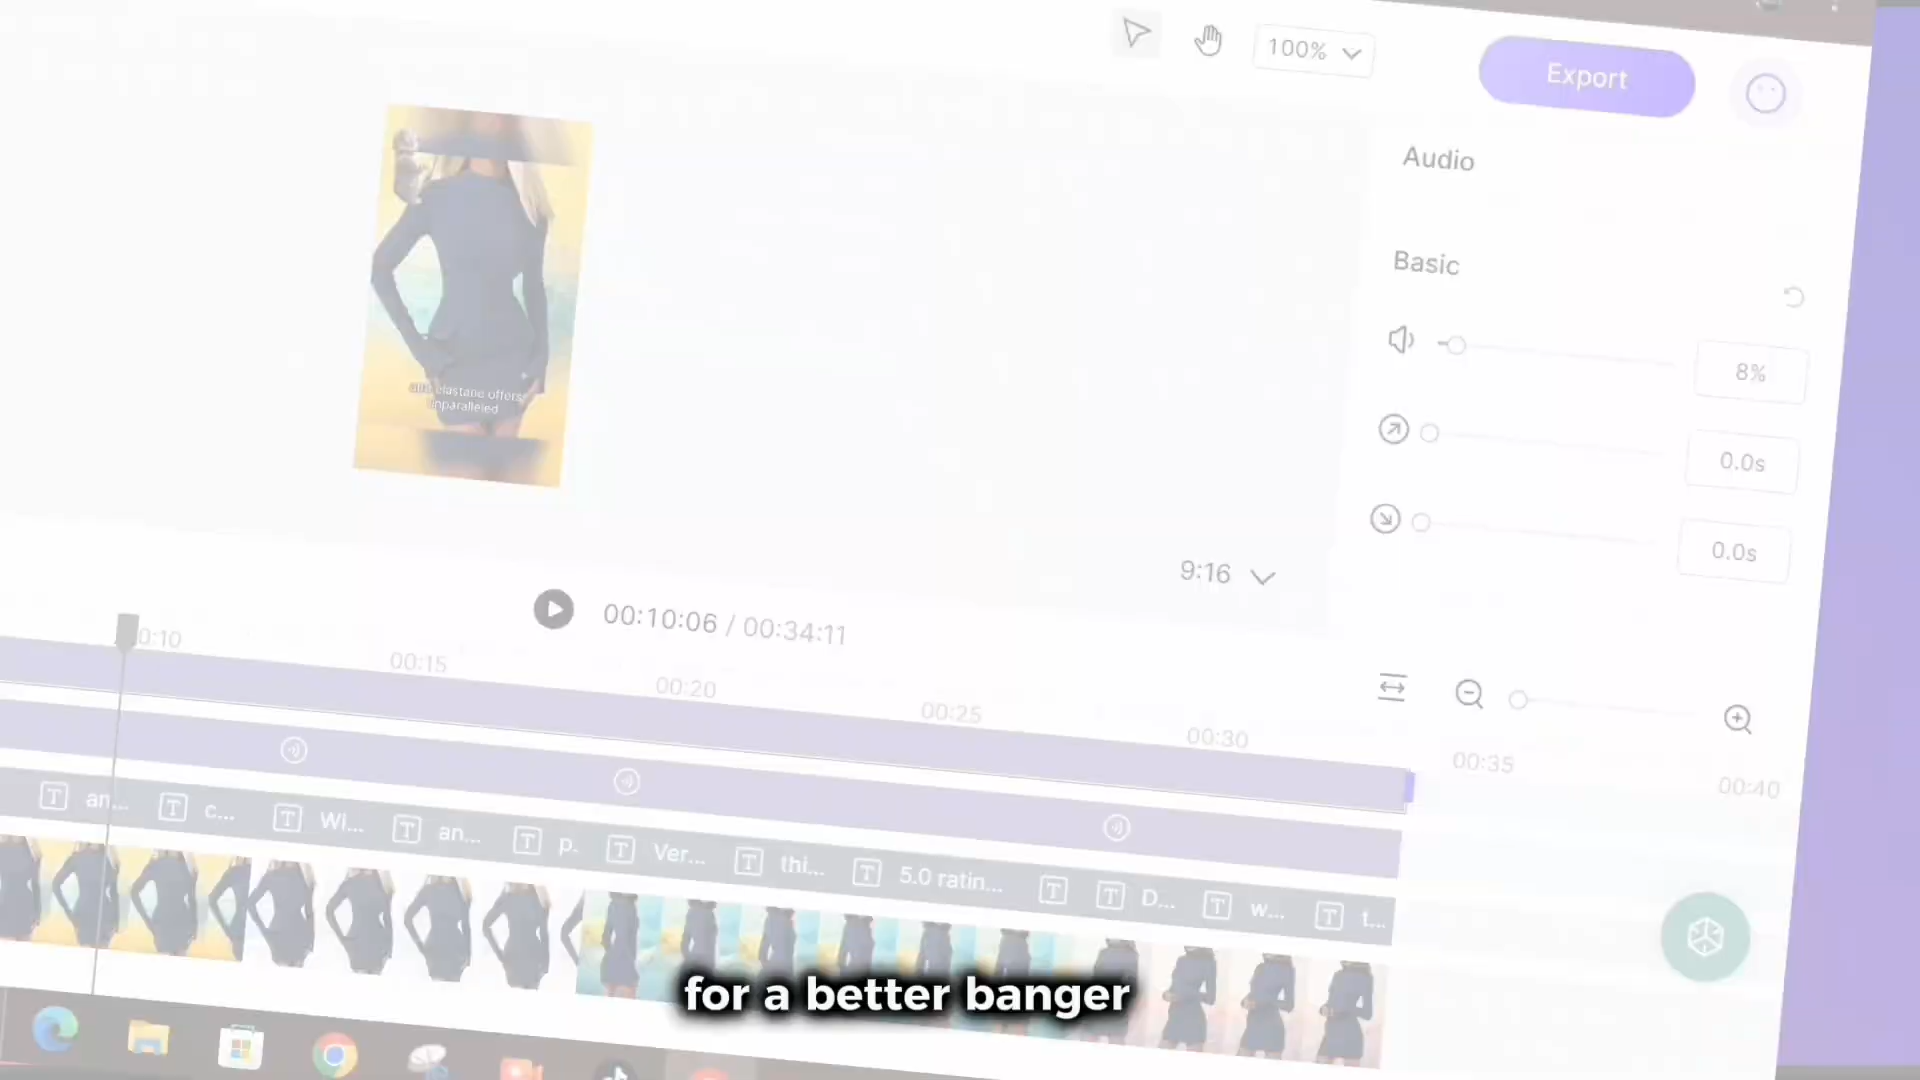 100%
Export
Audio
Basic
8%
0.0s
0.0s
and elastane offers
unparalleled
9:16
00:10:06 / 00:34:11
0:10
00:15
00:20
00:25
00:30
00:35
00:40
T an...
T c...
T Wi...
T an...
T p.
T Ver...
T thi...
T 5.0 ratin...
T
T D...
T w...
T t...
for a better banger